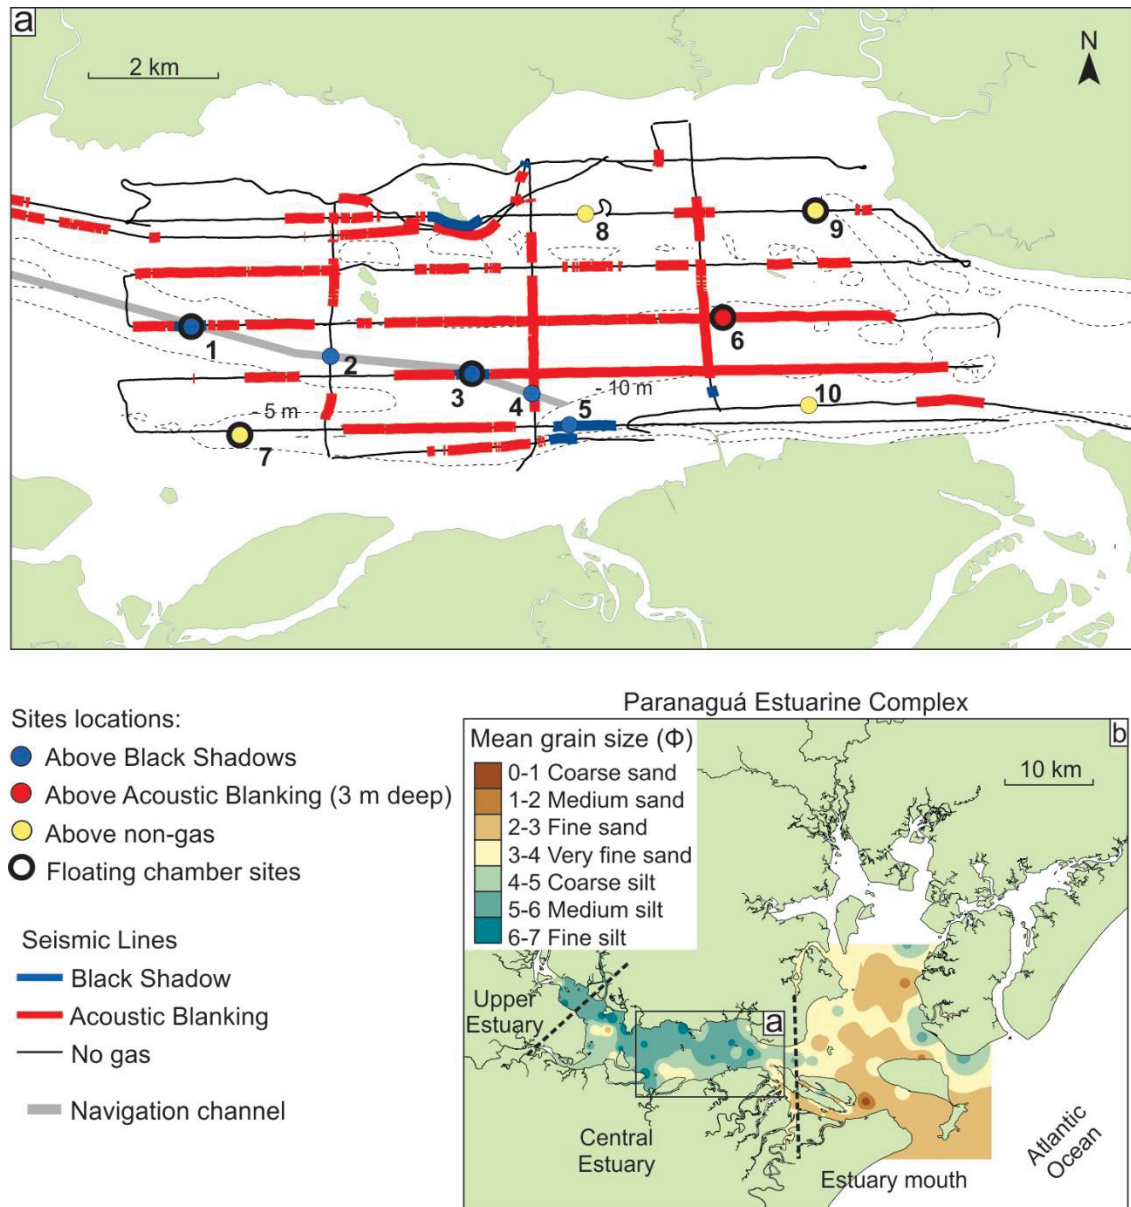 a
2 km
N
8
9
1
2
3
4
5
6
- 10 m
10
- 5 m
7
Paranaguá Estuarine Complex
Sites locations:
Above Black Shadows
Above Acoustic Blanking (3 m deep)
Above non-gas
Floating chamber sites
Seismic Lines
Black Shadow
Acoustic Blanking
No gas
Navigation channel
b
Mean grain size (Φ)
0-1 Coarse sand
1-2 Medium sand
2-3 Fine sand
3-4 Very fine sand
4-5 Coarse silt
5-6 Medium silt
6-7 Fine silt
10 km
Upper
Estuary
a
Central
Estuary
Estuary mouth
Atlantic
Ocean